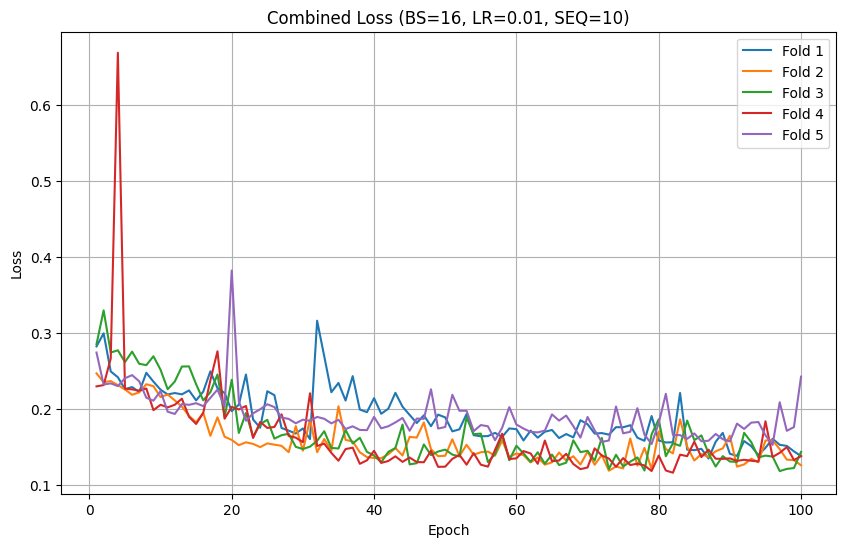 Combined Loss (BS=16, LR=0.01, SEQ=10)
Fold 1
Fold 2
Fold 3
Fold 4
Fold 5
Loss
0.6
0.5
0.4
0.3
0.2
0.1
0 20 40 60 80 100
Epoch